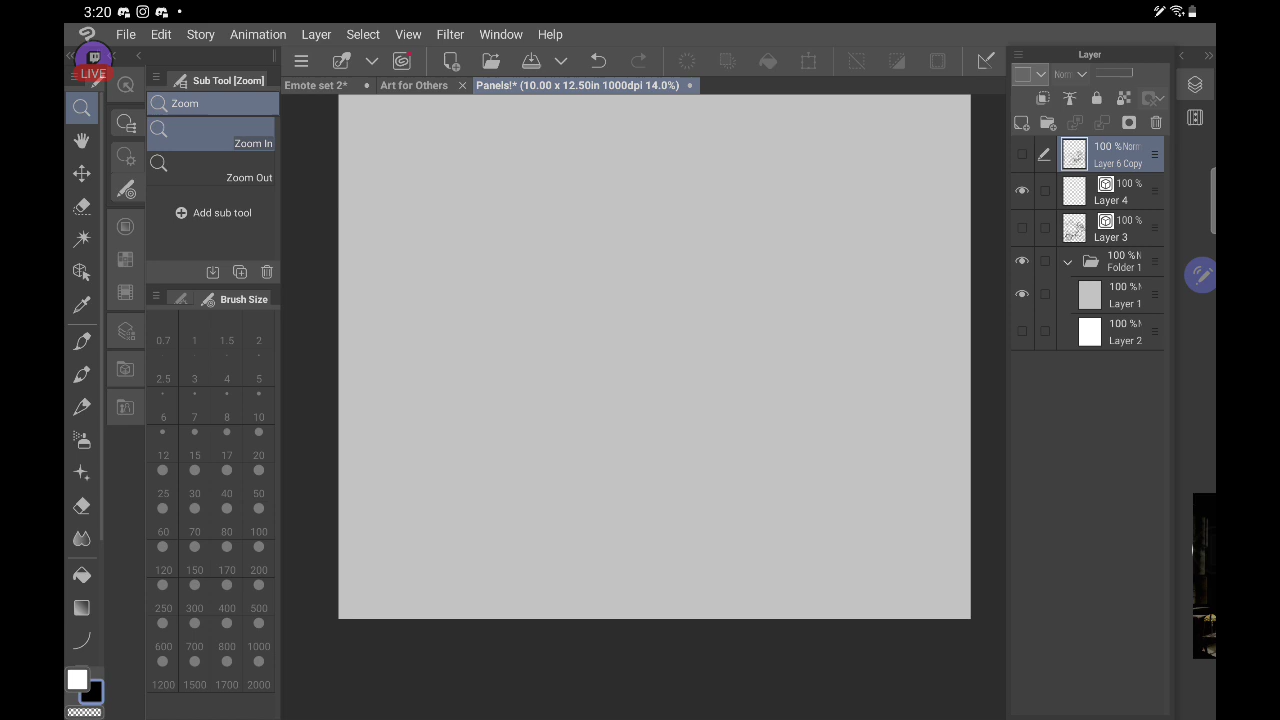 3:20
File Edit Story Animation Layer Select View Filter Window Help
LIVE
Sub Tool [Zoom]
Zoom
Zoom In
Zoom Out
Add sub tool
Brush Size
0.7 1 1.5 2
2.5 3 4 5
6 7 8 10
12 15 17 20
25 30 40 50
60 70 80 100
120 150 170 200
250 300 400 500
600 700 800 1000
1200 1500 1700 2000
Emote set 2* Art for Others Panels!* (10.00 x 12.50in 1000dpi 14.0%)
Layer
Norr
100 %Norr
Layer 6 Copy
100 %
Layer 4
100 %
Layer 3
100 %
Folder 1
100 %
Layer 1
100 %
Layer 2